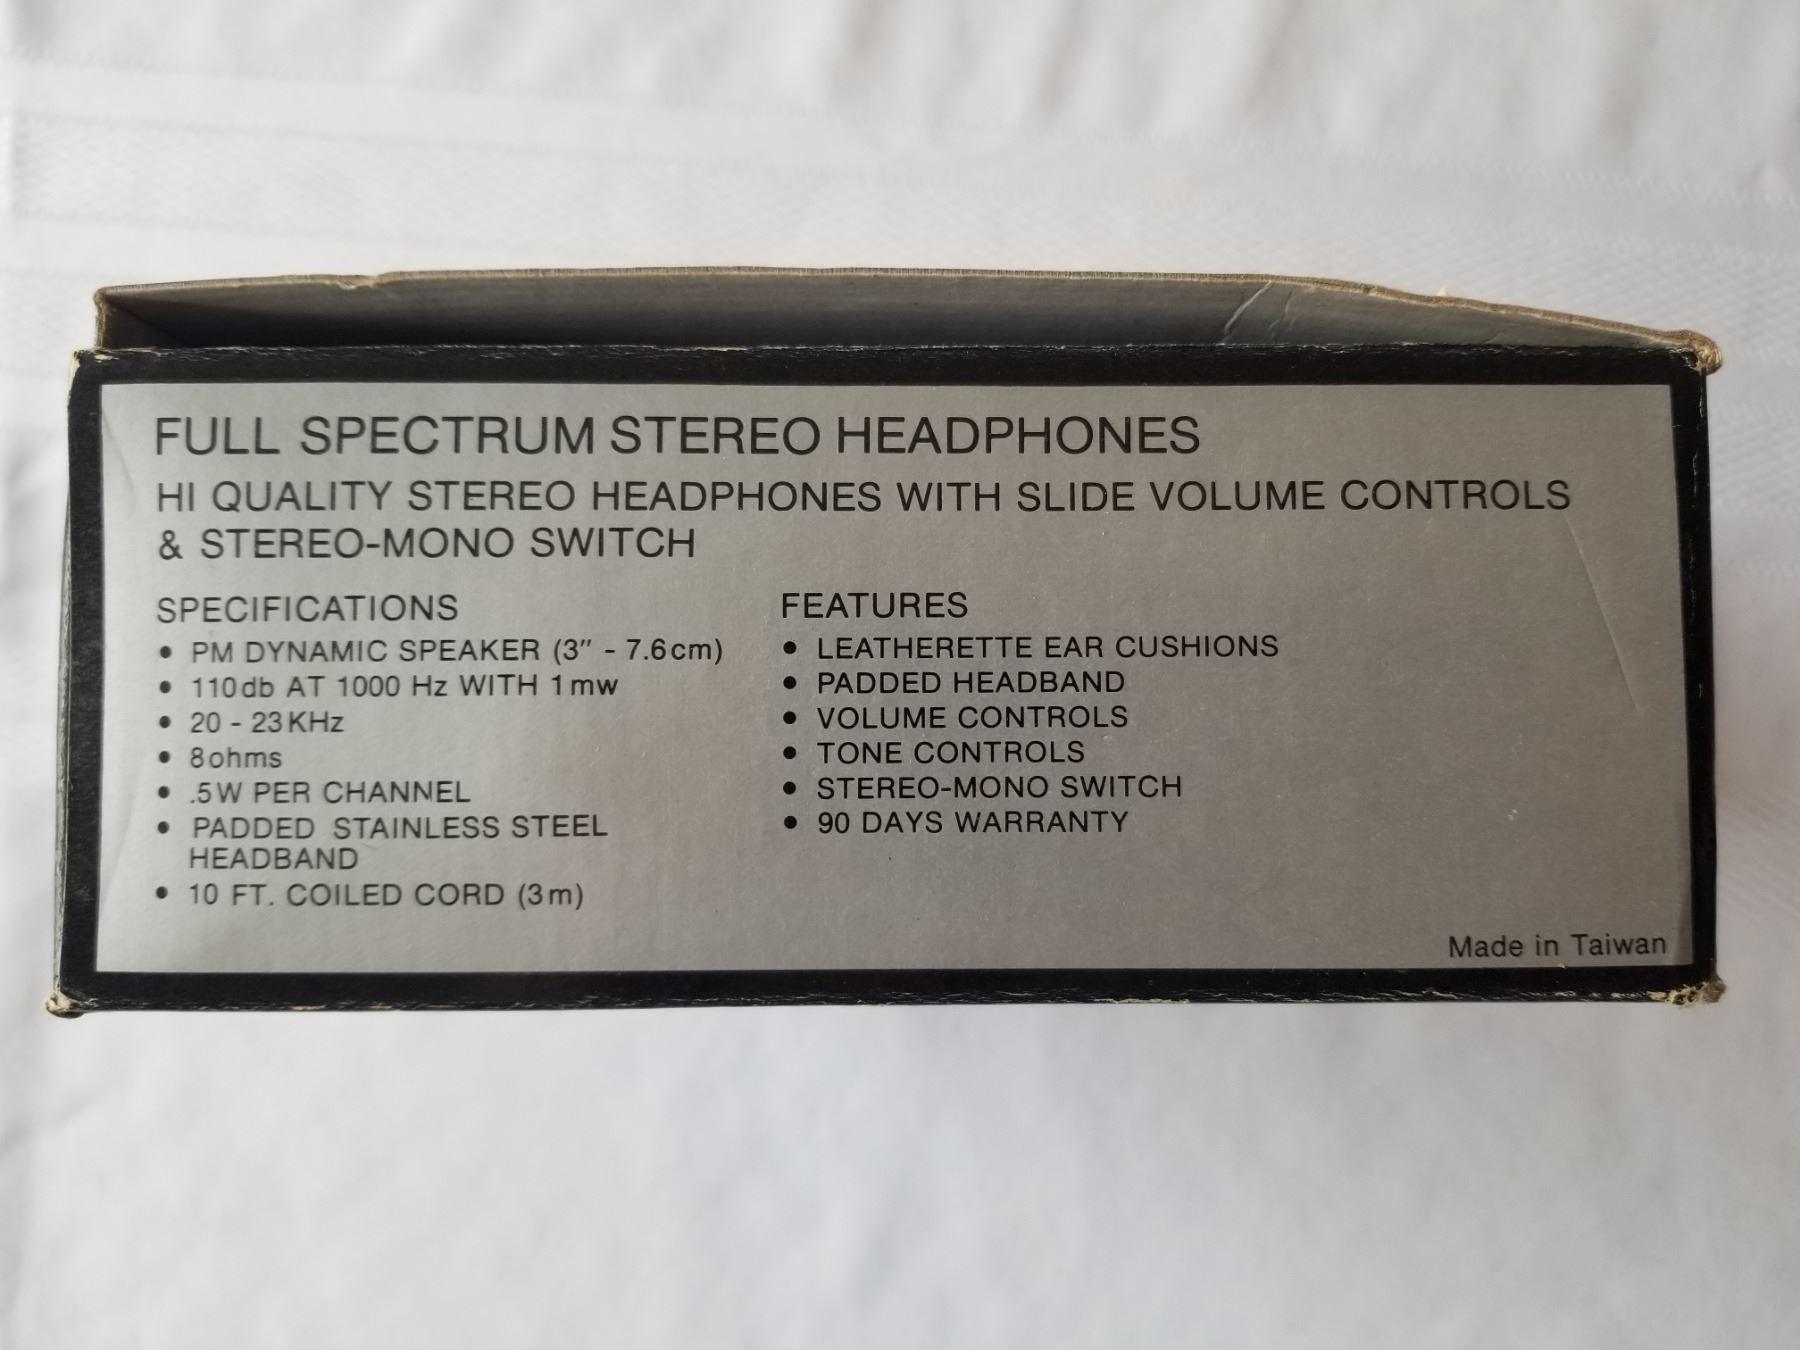 FULL SPECTRUM STEREO HEADPHONES
HI QUALITY STEREO HEADPHONES WITH SLIDE VOLUME CONTROLS
& STEREO-MONO SWITCH
SPECIFICATIONS
• PM DYNAMIC SPEAKER (3" - 7.6cm)
• 110db AT 1000 Hz WITH 1mw
• 20 - 23KHz
• 8ohms
• .5W PER CHANNEL
• PADDED STAINLESS STEEL
HEADBAND
• 10 FT. COILED CORD (3m)
FEATURES
• LEATHERETTE EAR CUSHIONS
• PADDED HEADBAND
• VOLUME CONTROLS
• TONE CONTROLS
• STEREO-MONO SWITCH
• 90 DAYS WARRANTY
Made in Taiwan